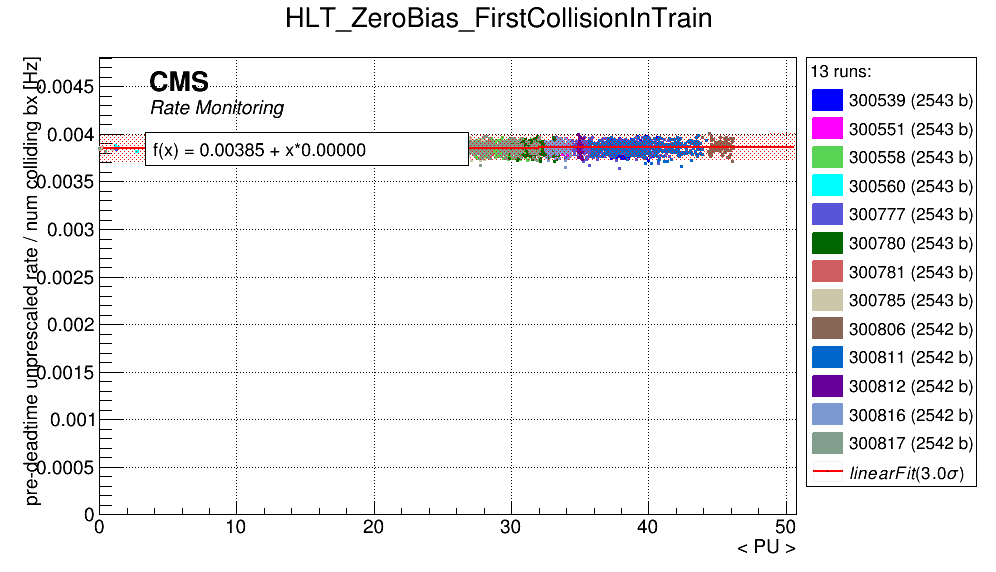 HLT_ZeroBias_FirstCollisionInTrain
pre-deadtime unprescaled rate / num colliding bx [Hz]
CMS
Rate Monitoring
f(x) = 0.00385 + x*0.00000
0.0045
0.004
0.0035
0.003
0.0025
0.002
0.0015
0.001
0.0005
0
0 10 20 30 40 50
< PU >
13 runs:
300539 (2543 b)
300551 (2543 b)
300558 (2543 b)
300560 (2543 b)
300777 (2543 b)
300780 (2543 b)
300781 (2543 b)
300785 (2543 b)
300806 (2542 b)
300811 (2542 b)
300812 (2542 b)
300816 (2542 b)
300817 (2542 b)
linearFit(3.0σ)